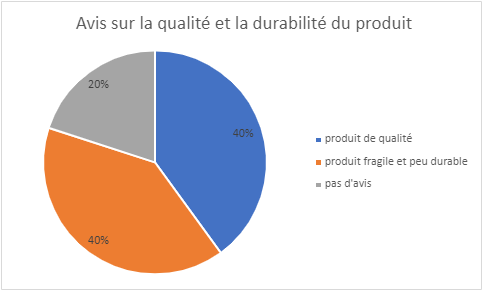 Avis sur la qualité et la durabilité du produit
20%
40%
40%
produit de qualité
produit fragile et peu durable
pas d'avis